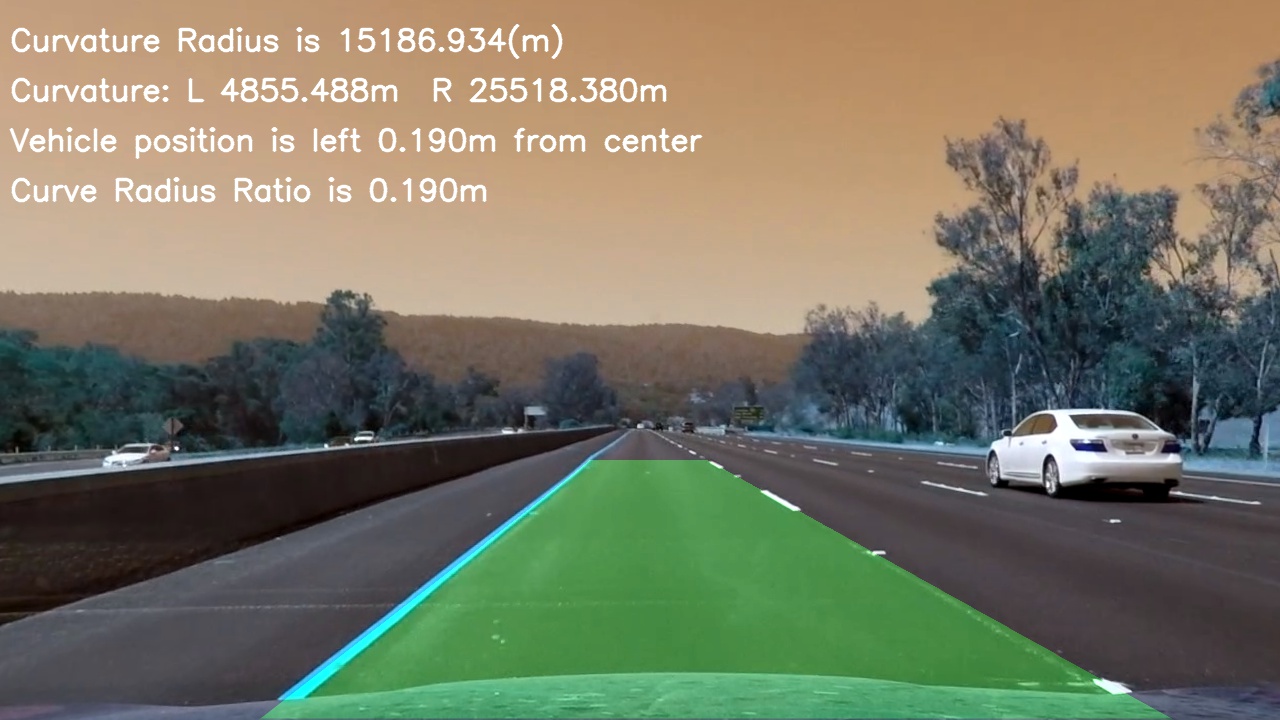 Curvature Radius is 15186.934(m)
Curvature: L 4855.488m R 25518.380m
Vehicle position is left 0.190m from center
Curve Radius Ratio is 0.190m